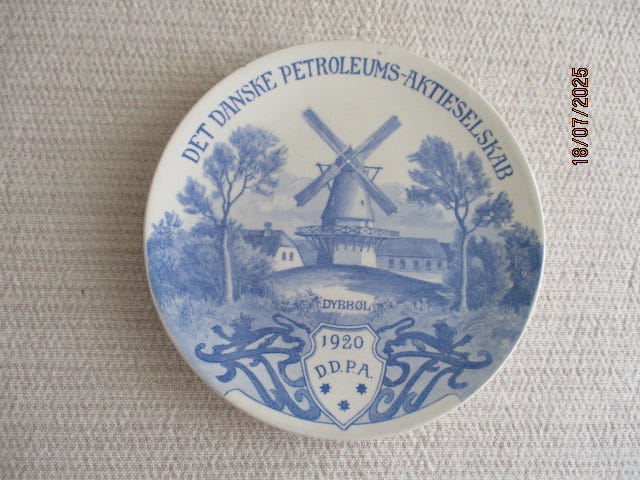 DET DANSKE PETROLEUMS-AKTIESELSKAB
DYBBØL
1920
D.D.P.A.
18/07/2025